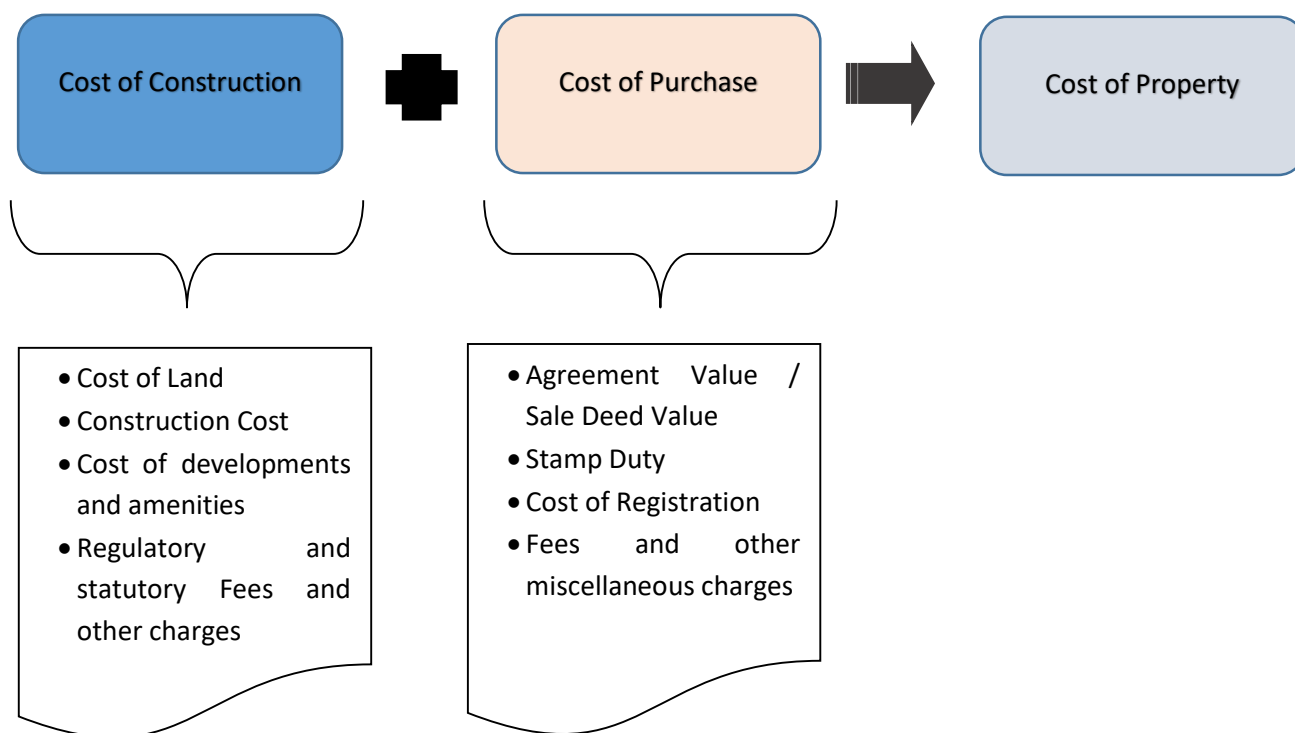 Cost of Construction
Cost of Purchase
Cost of Property
• Cost of Land
• Construction Cost
• Cost of developments
and amenities
• Regulatory and
statutory Fees and
other charges
• Agreement Value /
Sale Deed Value
• Stamp Duty
• Cost of Registration
• Fees and other
miscellaneous charges